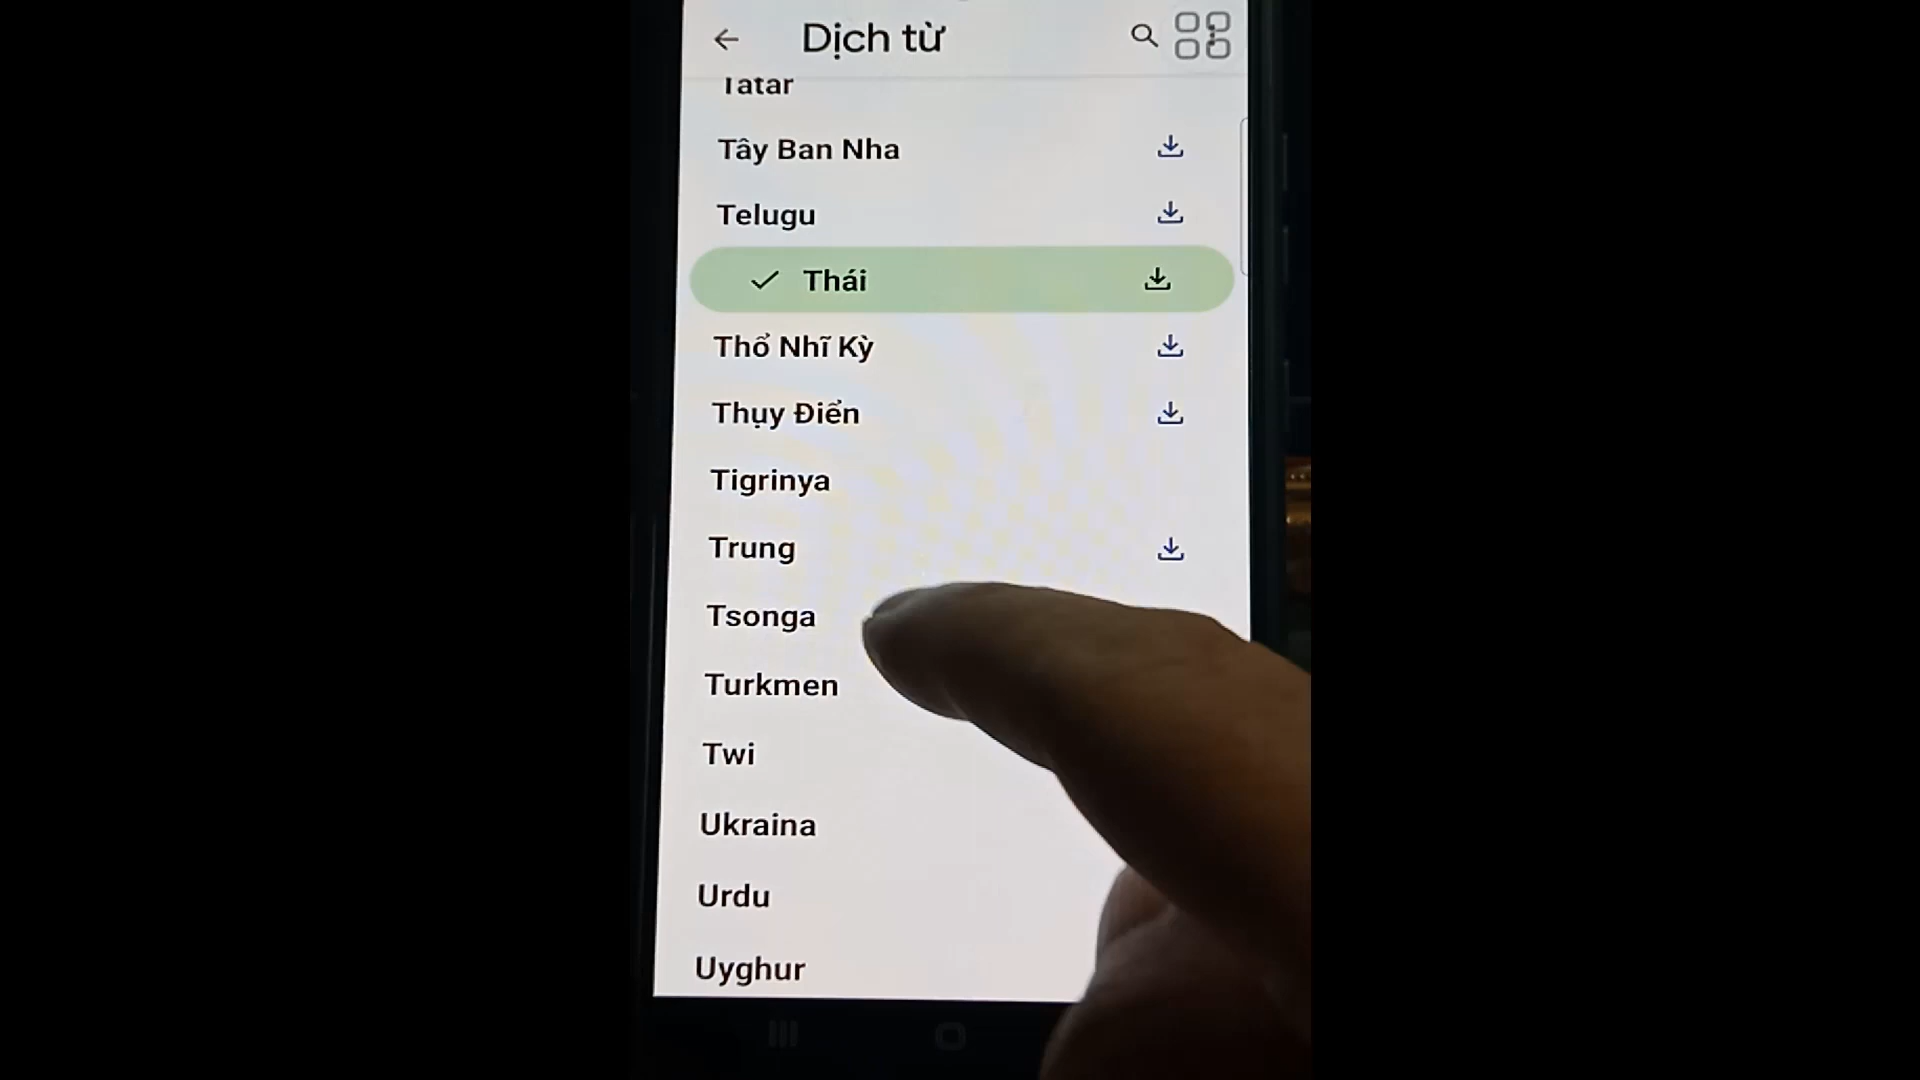 Dịch từ
Tatar
Tây Ban Nha
Telugu
Thái
Thổ Nhĩ Kỳ
Thụy Điển
Tigrinya
Trung
Tsonga
Turkmen
Twi
Ukraina
Urdu
Uyghur